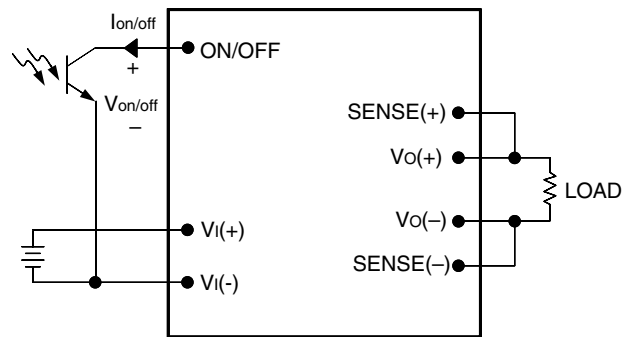 Ion/off
ON/OFF
+
Von/off
–
SENSE(+)
VO(+)
LOAD
VO(–)
VI(+)
SENSE(–)
VI(-)